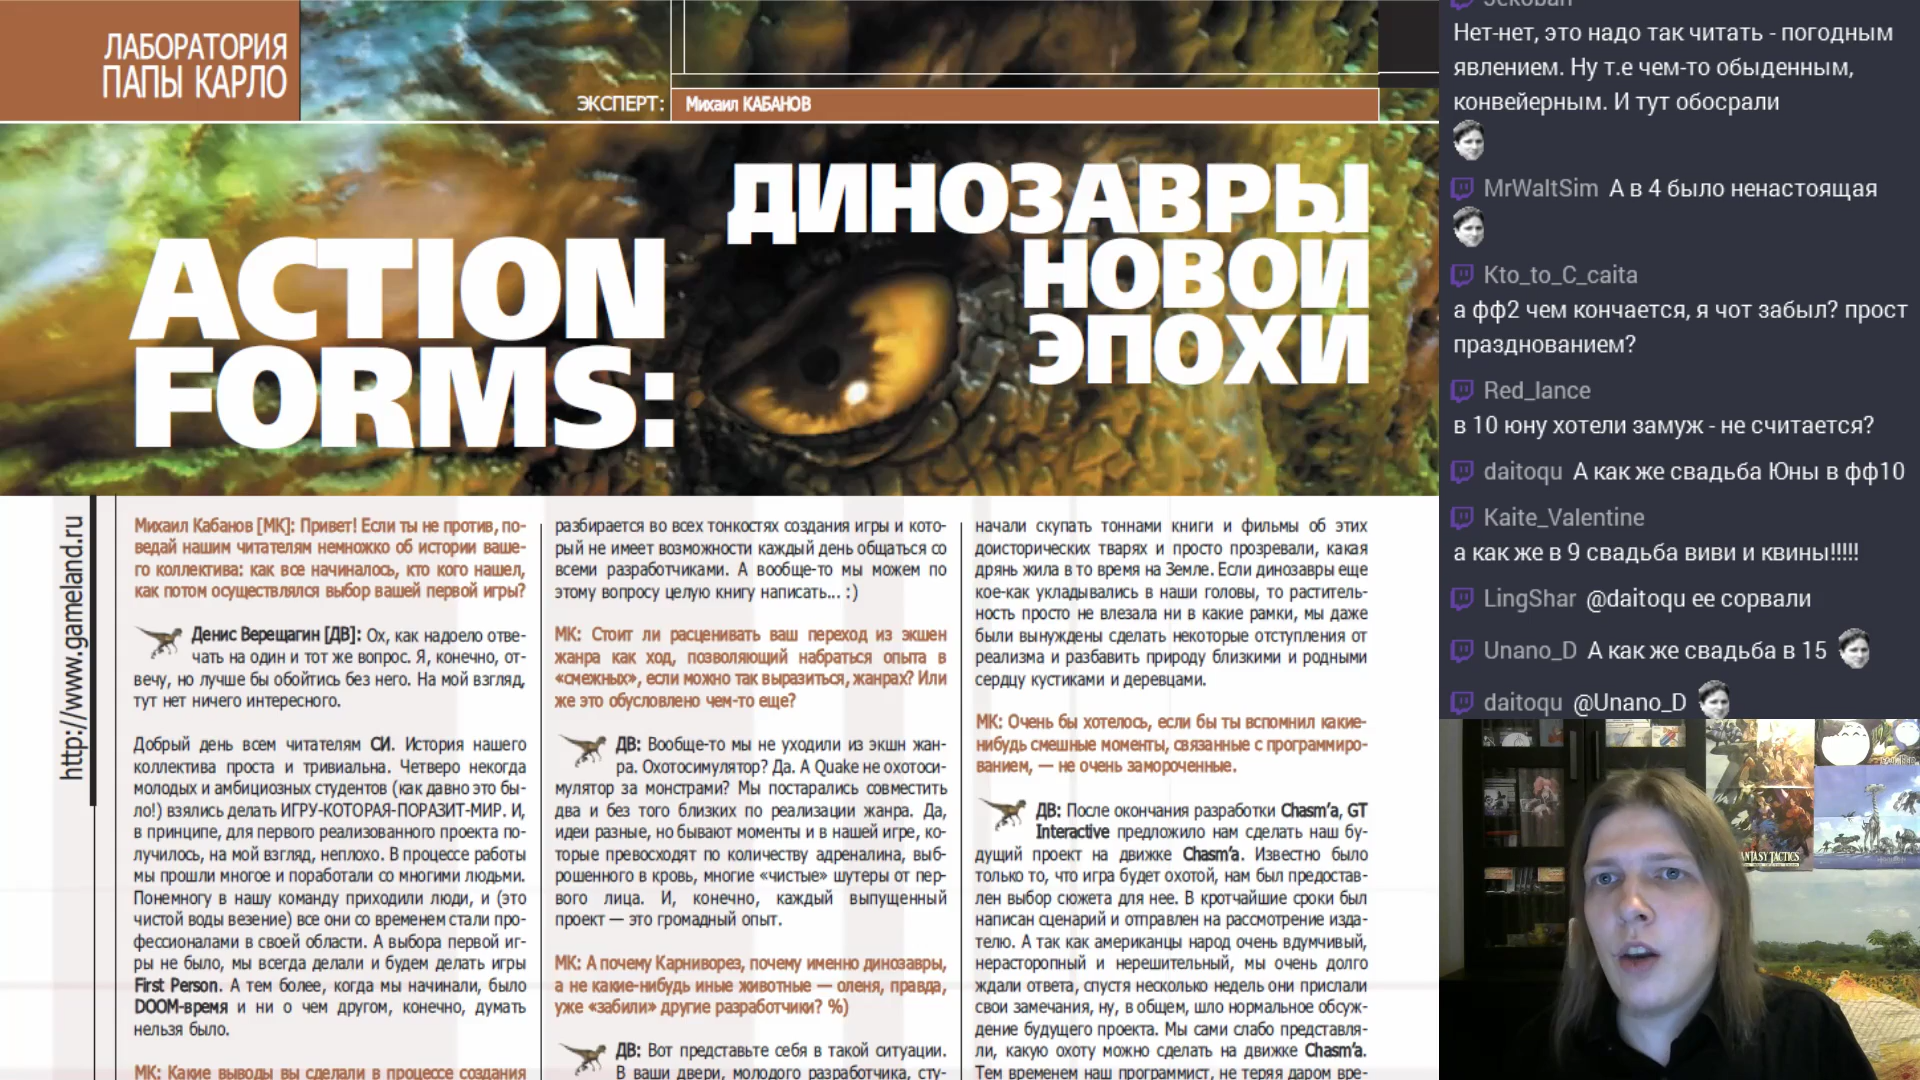 ЛАБОРАТОРИЯ
ПАПЫ КАРЛО
ЭКСПЕРТ:
Михаил КАБАНОВ
ACTION
FORMS:
ДИНОЗАВРЫ
НОВОЙ
ЭПОХИ
http://www.gameland.ru
Михаил Кабанов [МК]: Привет! Если ты не против, по-
ведай нашим читателям немножко об истории ваше-
го коллектива: как все начиналось, кто кого нашел,
как потом осуществлялся выбор вашей первой игры?
Денис Верещагин [ДВ]: Ох, как надоело отве-
чать на один и тот же вопрос. Я, конечно, от-
вечу, но лучше бы обойтись без него. На мой взгляд,
тут нет ничего интересного.
Добрый день всем читателям СИ. История нашего
коллектива проста и тривиальна. Четверо некогда
молодых и амбициозных студентов (как давно это бы-
ло!) взялись делать ИГРУ-КОТОРАЯ-ПОРАЗИТ-МИР. И,
в принципе, для первого реализованного проекта по-
лучилось, на мой взгляд, неплохо. В процессе работы
мы прошли многое и поработали со многими людьми.
Понемногу в нашу команду приходили люди, и (это
чистой воды везение) все они со временем стали про-
фессионалами в своей области. А выбора первой иг-
ры не было, мы всегда делали и будем делать игры
First Person. А тем более, когда мы начинали, было
DOOM-время и ни о чем другом, конечно, думать
нельзя было.
МК: Какие выводы вы сделали в процессе создания
разбирается во всех тонкостях создания игры и кото-
рый не имеет возможности каждый день общаться со
всеми разработчиками. А вообще-то мы можем по
этому вопросу целую книгу написать... :)
МК: Стоит ли расценивать ваш переход из экшен
жанра как ход, позволяющий набраться опыта в
«смежных», если можно так выразиться, жанрах? Или
же это обусловлено чем-то еще?
ДВ: Вообще-то мы не уходили из экшн жан-
ра. Охотосимулятор? Да. А Quake не охотоси-
мулятор за монстрами? Мы постарались совместить
два и без того близких по реализации жанра. Да,
идеи разные, но бывают моменты и в нашей игре, ко-
торые превосходят по количеству адреналина, выб-
рошенного в кровь, многие «чистые» шутеры от пер-
вого лица. И, конечно, каждый выпущенный
проект — это громадный опыт.
МК: А почему Карниворез, почему именно динозавры,
а не какие-нибудь иные животные — оленя, правда,
уже «забили» другие разработчики? %)
ДВ: Вот представьте себя в такой ситуации.
В ваши двери, молодого разработчика, сту-
начали скупать тоннами книги и фильмы об этих
доисторических тварях и просто прозревали, какая
дрянь жила в то время на Земле. Если динозавры еще
кое-как укладывались в наши головы, то раститель-
ность просто не влезала ни в какие рамки, мы даже
были вынуждены сделать некоторые отступления от
реализма и разбавить природу близкими и родными
сердцу кустиками и деревцами.
МК: Очень бы хотелось, если бы ты вспомнил какие-
нибудь смешные моменты, связанные с программиро-
ванием, — не очень замороченные.
ДВ: После окончания разработки Chasm'a, GT
Interactive предложило нам сделать наш бу-
дущий проект на движке Chasm'a. Известно было
только то, что игра будет охотой, нам был предостав-
лен выбор сюжета для нее. В кротчайшие сроки был
написан сценарий и отправлен на рассмотрение изда-
телю. А так как американцы народ очень вдумчивый,
нерасторопный и нерешительный, мы очень долго
ждали ответа, спустя несколько недель они прислали
свои замечания, ну, в общем, шло нормальное обсуж-
дение будущего проекта. Мы сами слабо представля-
ли, какую охоту можно сделать на движке Chasm'a.
Тем временем наш программист, не теряя даром вре-
Jekoban
Нет-нет, это надо так читать - погодным
явлением. Ну т.е чем-то обыденным,
конвейерным. И тут обосрали
MrWaltSim А в 4 было ненастоящая
Kto_to_C_caita
а фф2 чем кончается, я чот забыл? прост
празднованием?
Red_lance
в 10 юну хотели замуж - не считается?
daitoqu А как же свадьба Юны в фф10
Kaite_Valentine
а как же в 9 свадьба виви и квины!!!!!
LingShar @daitoqu ее сорвали
Unano_D А как же свадьба в 15
daitoqu @Unano_D
ANTASY TACTICS